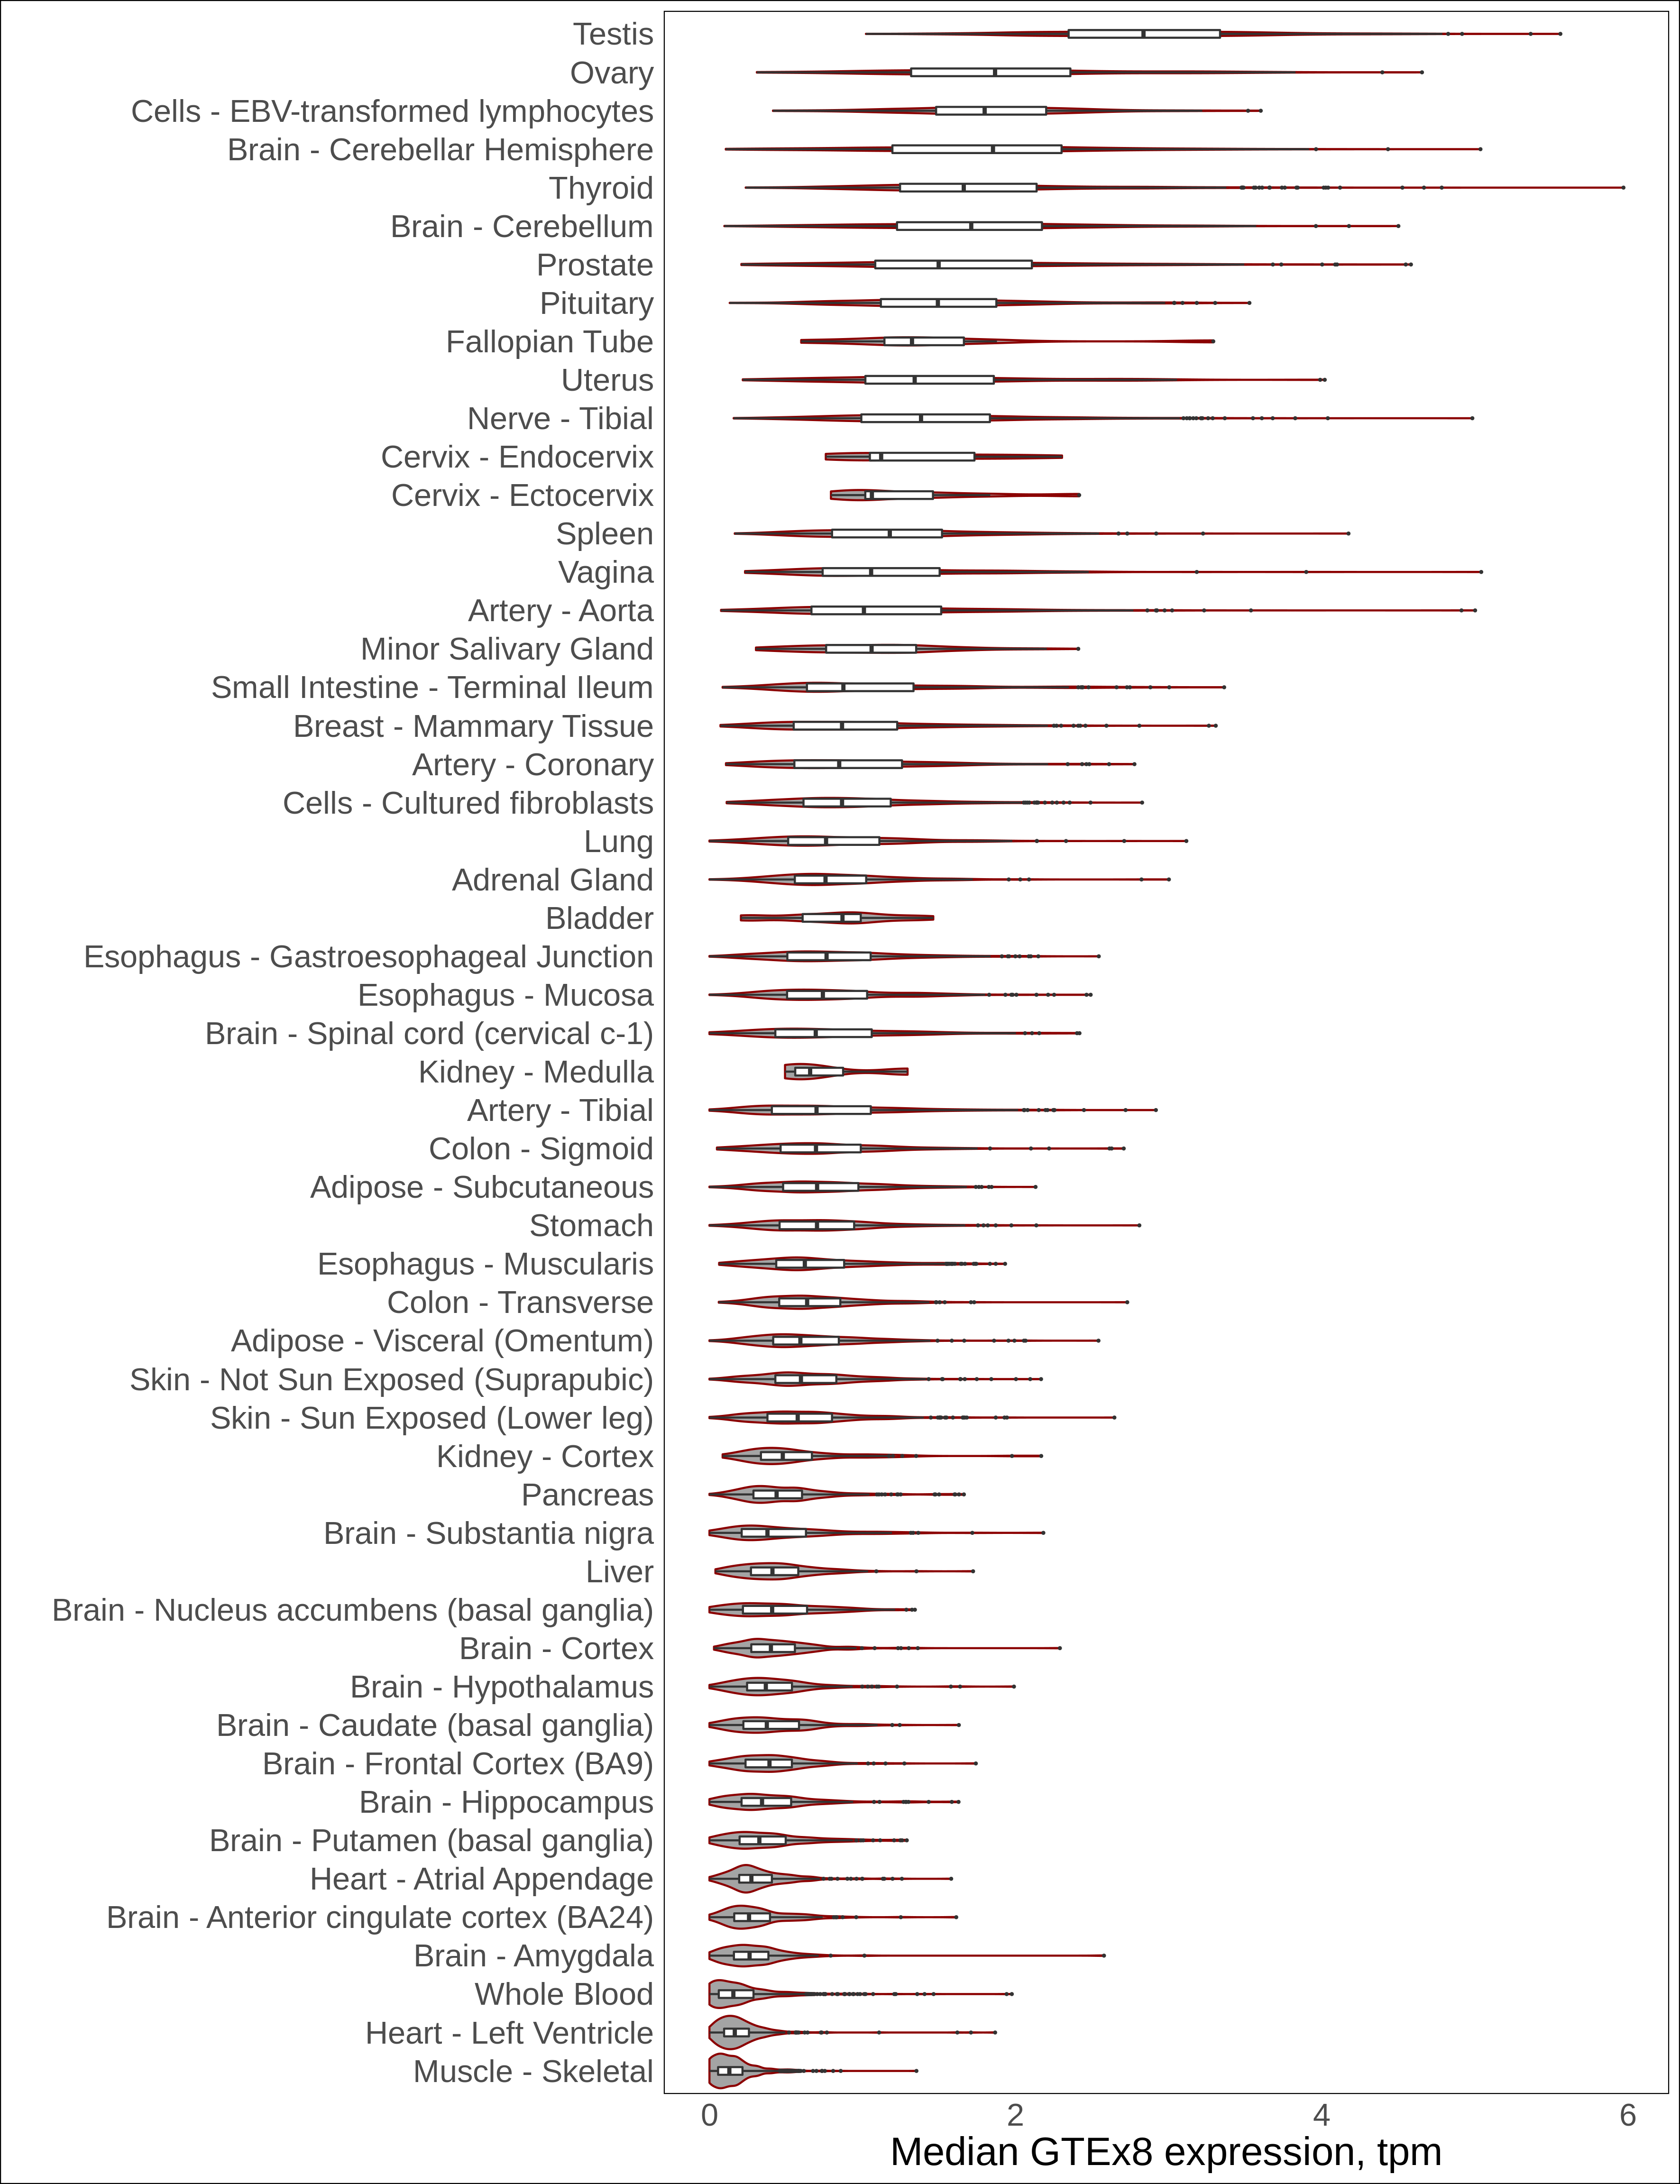 Testis
Ovary
Cells - EBV-transformed lymphocytes
Brain - Cerebellar Hemisphere
Thyroid
Brain - Cerebellum
Prostate
Pituitary
Fallopian Tube
Uterus
Nerve - Tibial
Cervix - Endocervix
Cervix - Ectocervix
Spleen
Vagina
Artery - Aorta
Minor Salivary Gland
Small Intestine - Terminal Ileum
Breast - Mammary Tissue
Artery - Coronary
Cells - Cultured fibroblasts
Lung
Adrenal Gland
Bladder
Esophagus - Gastroesophageal Junction
Esophagus - Mucosa
Brain - Spinal cord (cervical c-1)
Kidney - Medulla
Artery - Tibial
Colon - Sigmoid
Adipose - Subcutaneous
Stomach
Esophagus - Muscularis
Colon - Transverse
Adipose - Visceral (Omentum)
Skin - Not Sun Exposed (Suprapubic)
Skin - Sun Exposed (Lower leg)
Kidney - Cortex
Pancreas
Brain - Substantia nigra
Liver
Brain - Nucleus accumbens (basal ganglia)
Brain - Cortex
Brain - Hypothalamus
Brain - Caudate (basal ganglia)
Brain - Frontal Cortex (BA9)
Brain - Hippocampus
Brain - Putamen (basal ganglia)
Heart - Atrial Appendage
Brain - Anterior cingulate cortex (BA24)
Brain - Amygdala
Whole Blood
Heart - Left Ventricle
Muscle - Skeletal
0 2 4 6
Median GTEx8 expression, tpm